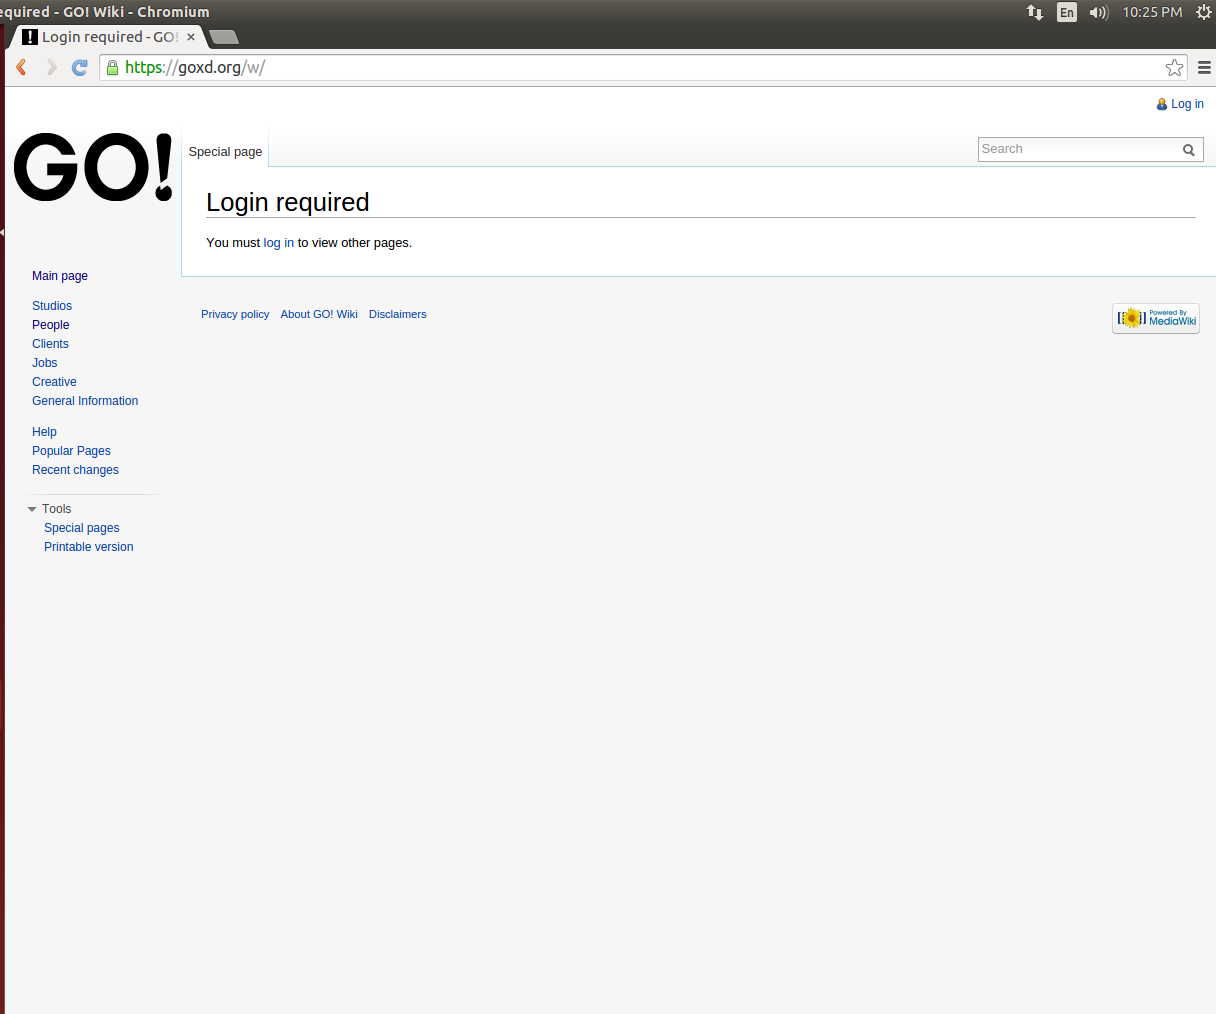 equired - GO! Wiki - Chromium
En
10:25 PM
Login required - GO!
https://goxd.org/w/
Log in
GO!
Special page
Search
Login required
You must log in to view other pages.
Main page
Studios
People
Clients
Jobs
Creative
General Information
Help
Popular Pages
Recent changes
Tools
Special pages
Printable version
Privacy policy About GO! Wiki Disclaimers
Powered By
MediaWiki